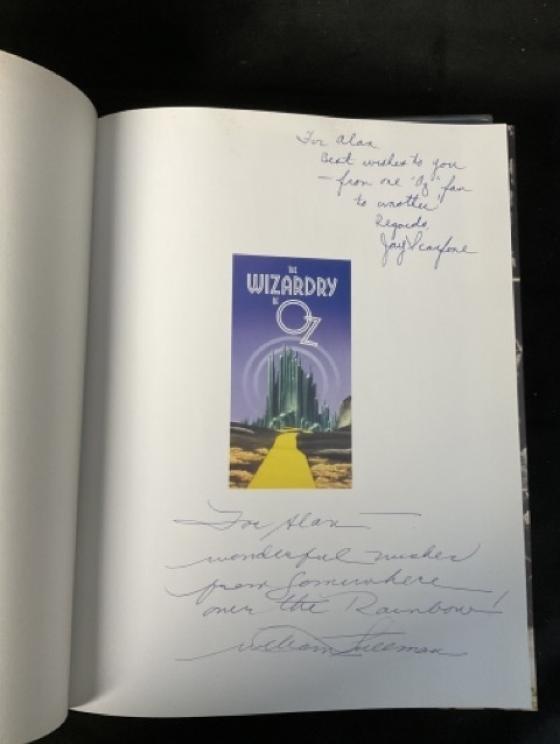 For Alan
Best wishes to you
- from one "Oz" fan
to another,
Regards,
Jay Scarfone
THE
WIZARDRY
OF
OZ
For Alan —
wonderful wishes
from Somewhere
over the Rainbow!
William Stillman